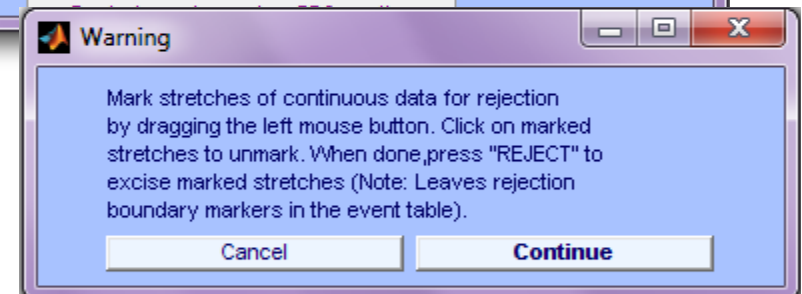 Warning
Mark stretches of continuous data for rejection
by dragging the left mouse button. Click on marked
stretches to unmark. When done,press "REJECT" to
excise marked stretches (Note: Leaves rejection
boundary markers in the event table).
Cancel
Continue